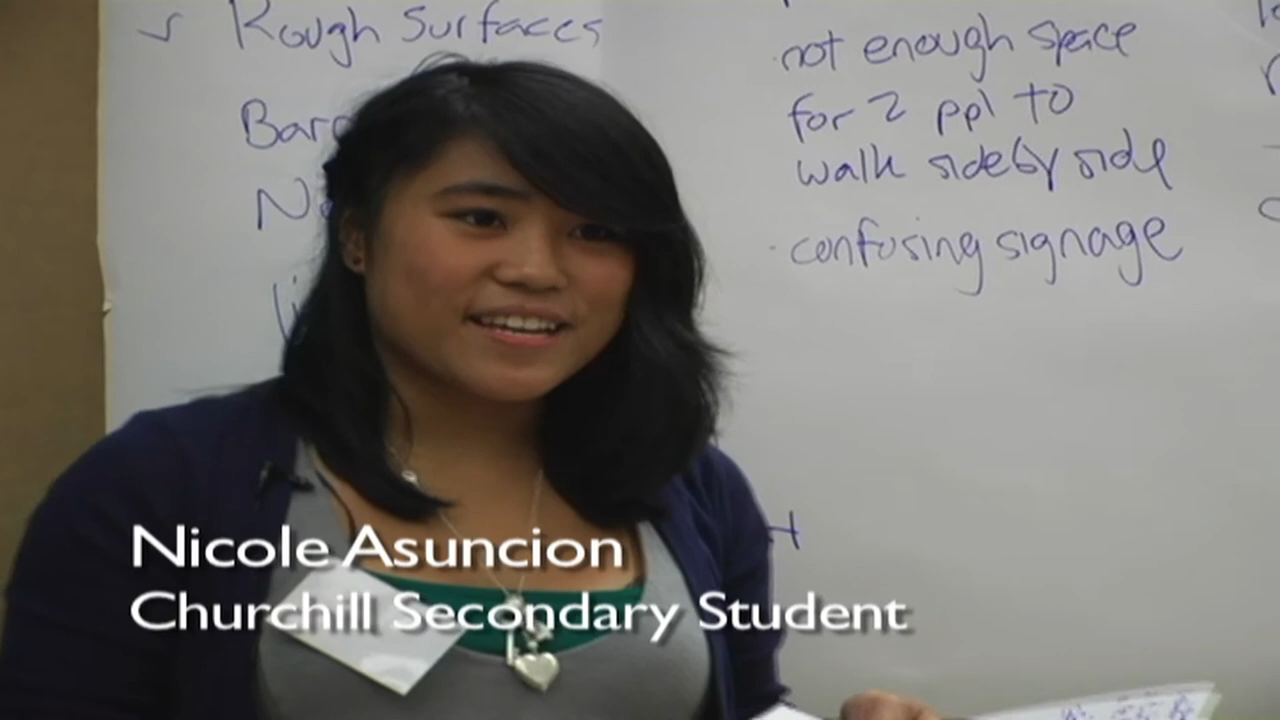 Rough Surfaces
not enough space
for 2 ppl to
walk side by side
confusing signage
Nicole Asuncion
Churchill Secondary Student